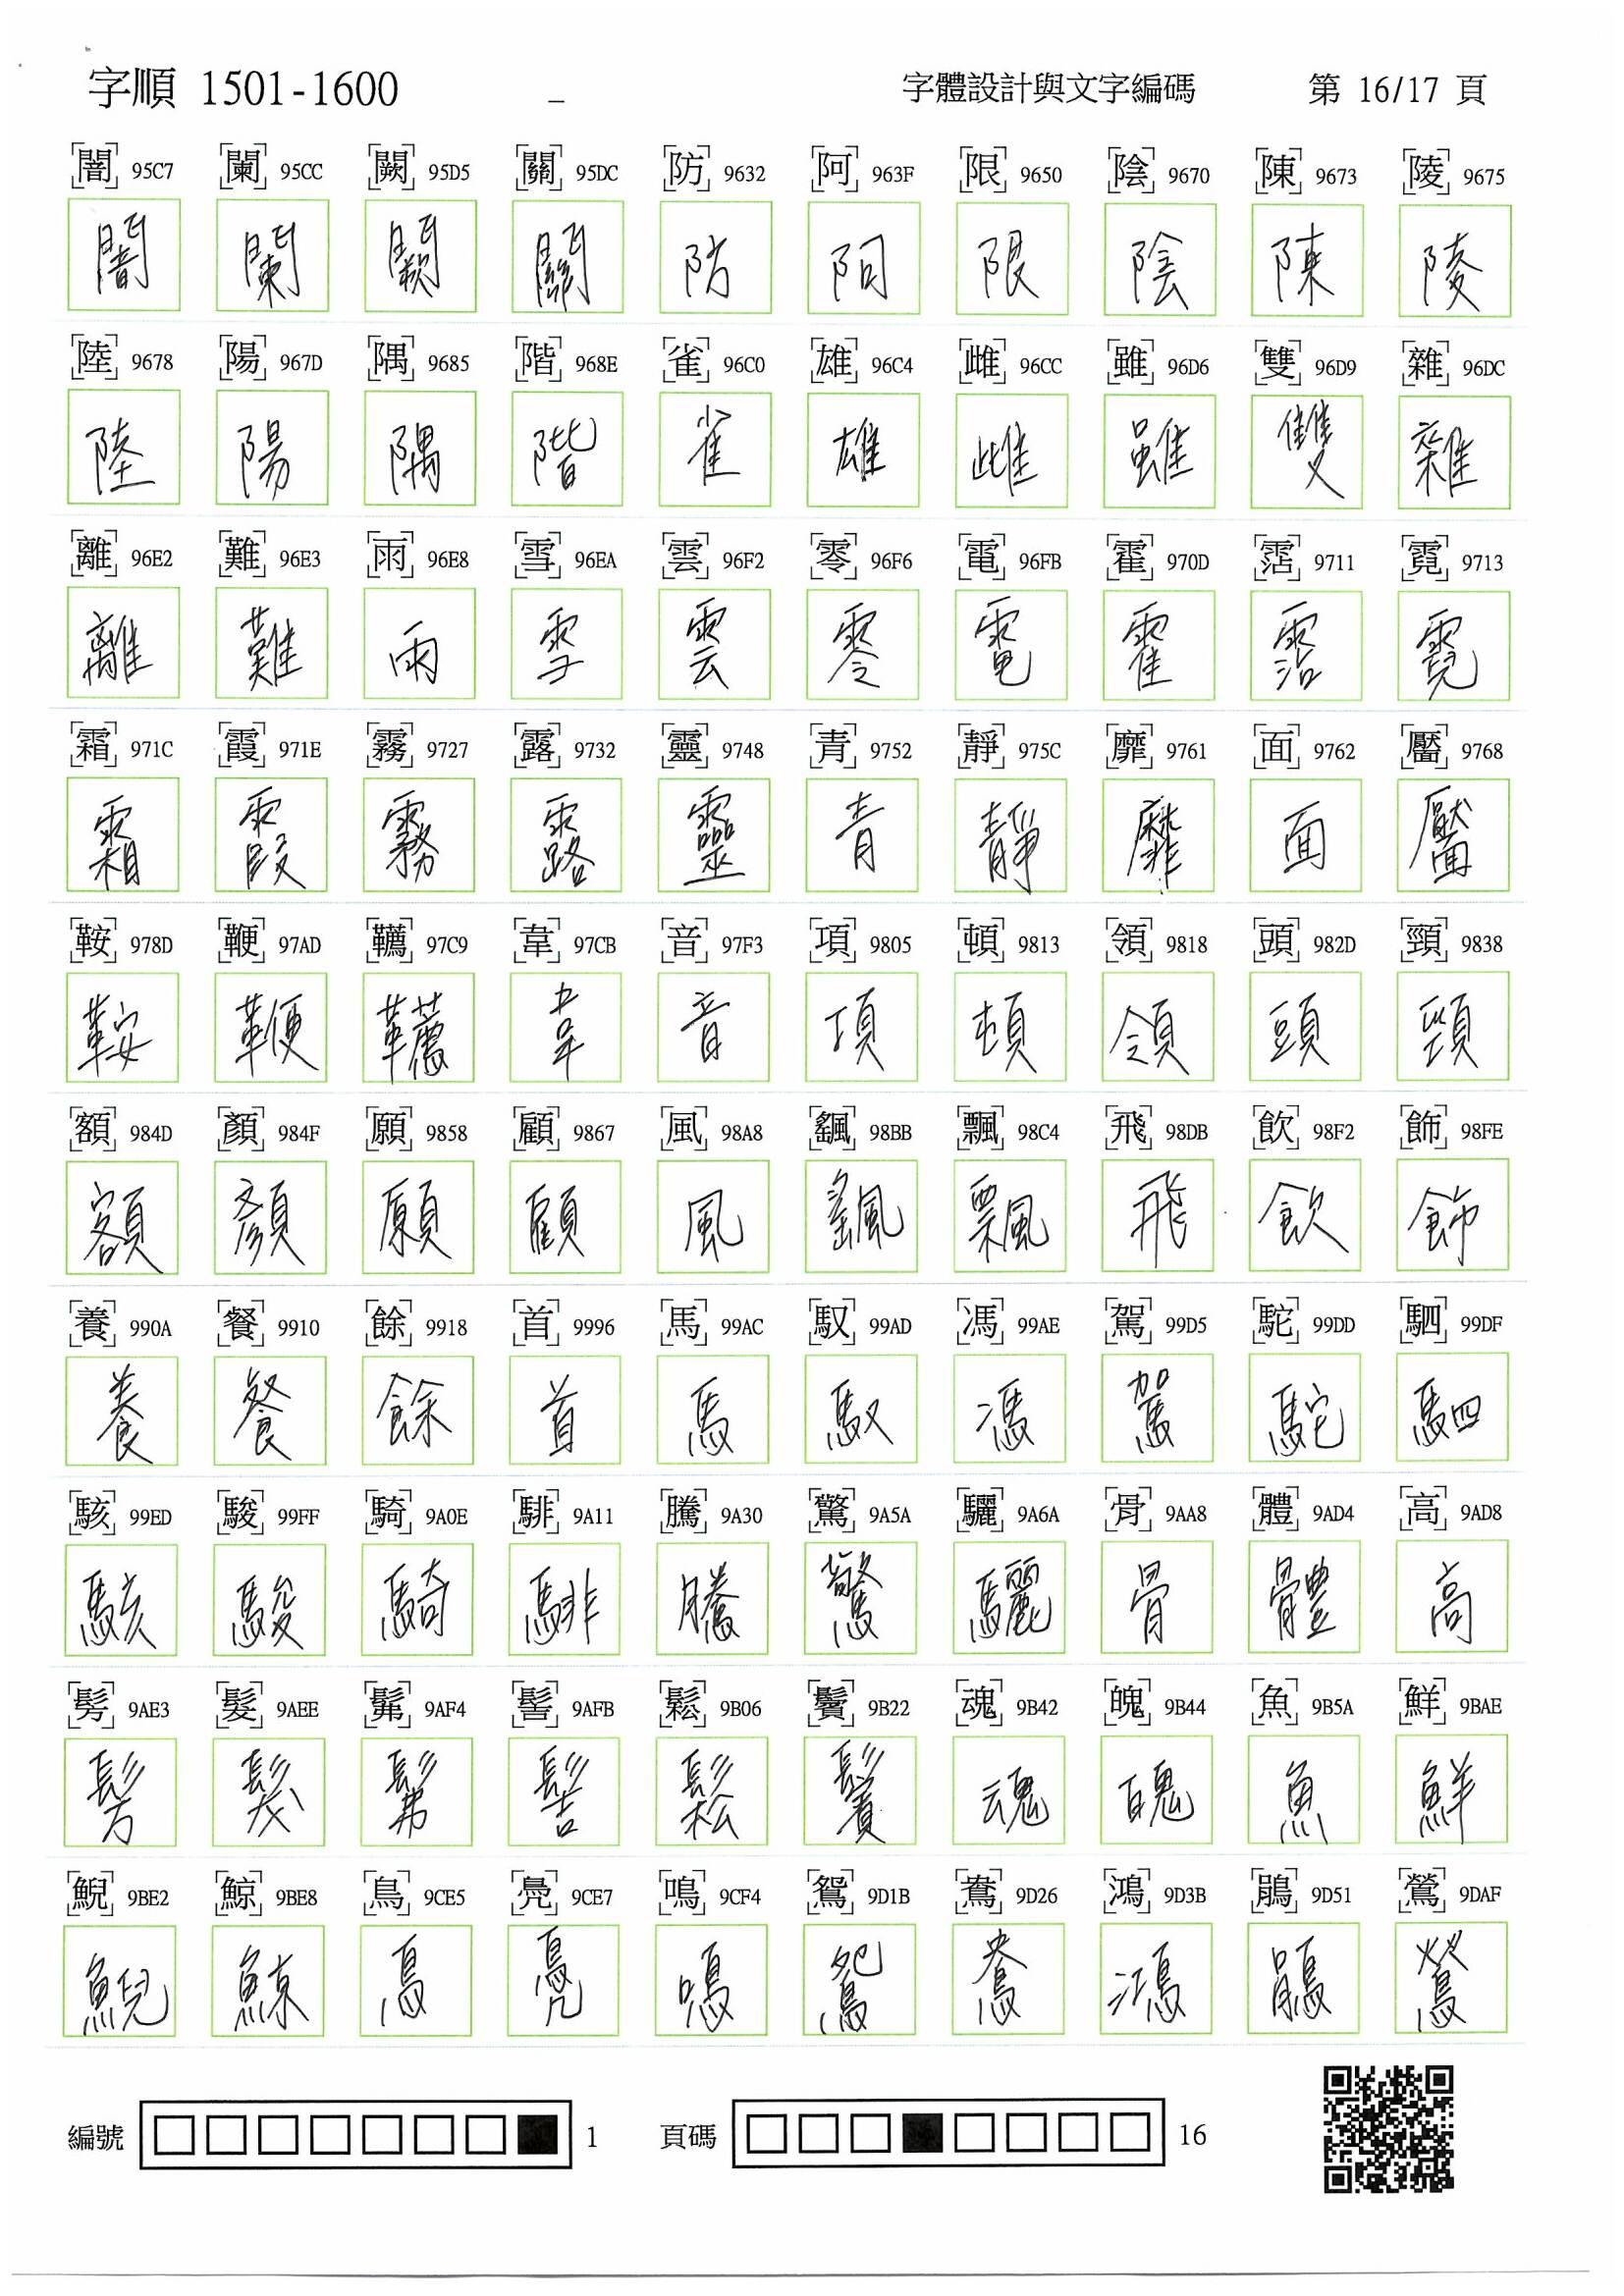 字順 1501-1600 _ 字體設計與文字編碼 第 16/17 頁
闇 95C7 闌 95CC 闕 95D5 關 95DC 防 9632 阿 963F 限 9650 陰 9670 陳 9673 陵 9675
闇 闌 闕 關 防 阿 限 陰 陳 陵
陸 9678 陽 967D 隅 9685 階 968E 雀 96C0 雄 96C4 雌 96CC 雖 96D6 雙 96D9 雜 96DC
陸 陽 隅 階 雀 雄 雌 雖 雙 雜
離 96E2 難 96E3 雨 96E8 雪 96EA 雲 96F2 零 96F6 電 96FB 霍 970D 霑 9711 霓 9713
離 難 雨 雪 雲 零 電 霍 霑 霓
霜 971C 霞 971E 霧 9727 露 9732 靈 9748 青 9752 靜 975C 靡 9761 面 9762 靨 9768
霜 霞 霧 露 靈 青 靜 靡 面 靨
鞍 978D 鞭 97AD 韉 97C9 韋 97CB 音 97F3 項 9805 頓 9813 領 9818 頭 982D 頸 9838
鞍 鞭 韉 韋 音 項 頓 領 頭 頸
額 984D 顏 984F 願 9858 顧 9867 風 98A8 颻 98BB 飄 98C4 飛 98DB 飲 98F2 飾 98FE
額 顏 願 顧 風 颻 飄 飛 飲 飾
養 990A 餐 9910 餘 9918 首 9996 馬 99AC 馭 99AD 馮 99AE 駕 99D5 駝 99DD 駟 99DF
養 餐 餘 首 馬 馭 馮 駕 駝 駟
駭 99ED 駿 99FF 騎 9A0E 騑 9A11 騰 9A30 驚 9A5A 驪 9A6A 骨 9AA8 體 9AD4 高 9AD8
駭 駿 騎 騑 騰 驚 驪 骨 體 高
髣 9AE3 髮 9AEE 髴 9AF4 髻 9AFB 鬆 9B06 鬢 9B22 魂 9B42 魄 9B44 魚 9B5A 鮮 9BAE
髣 髮 髴 髻 鬆 鬢 魂 魄 魚 鮮
鯢 9BE2 鯨 9BE8 鳥 9CE5 鳧 9CE7 鳴 9CF4 鴛 9D1B 鴦 9D26 鴻 9D3B 鵑 9D51 鶯 9DAF
鯢 鯨 鳥 鳧 鳴 鴛 鴦 鴻 鵑 鶯
編號 1 頁碼 16